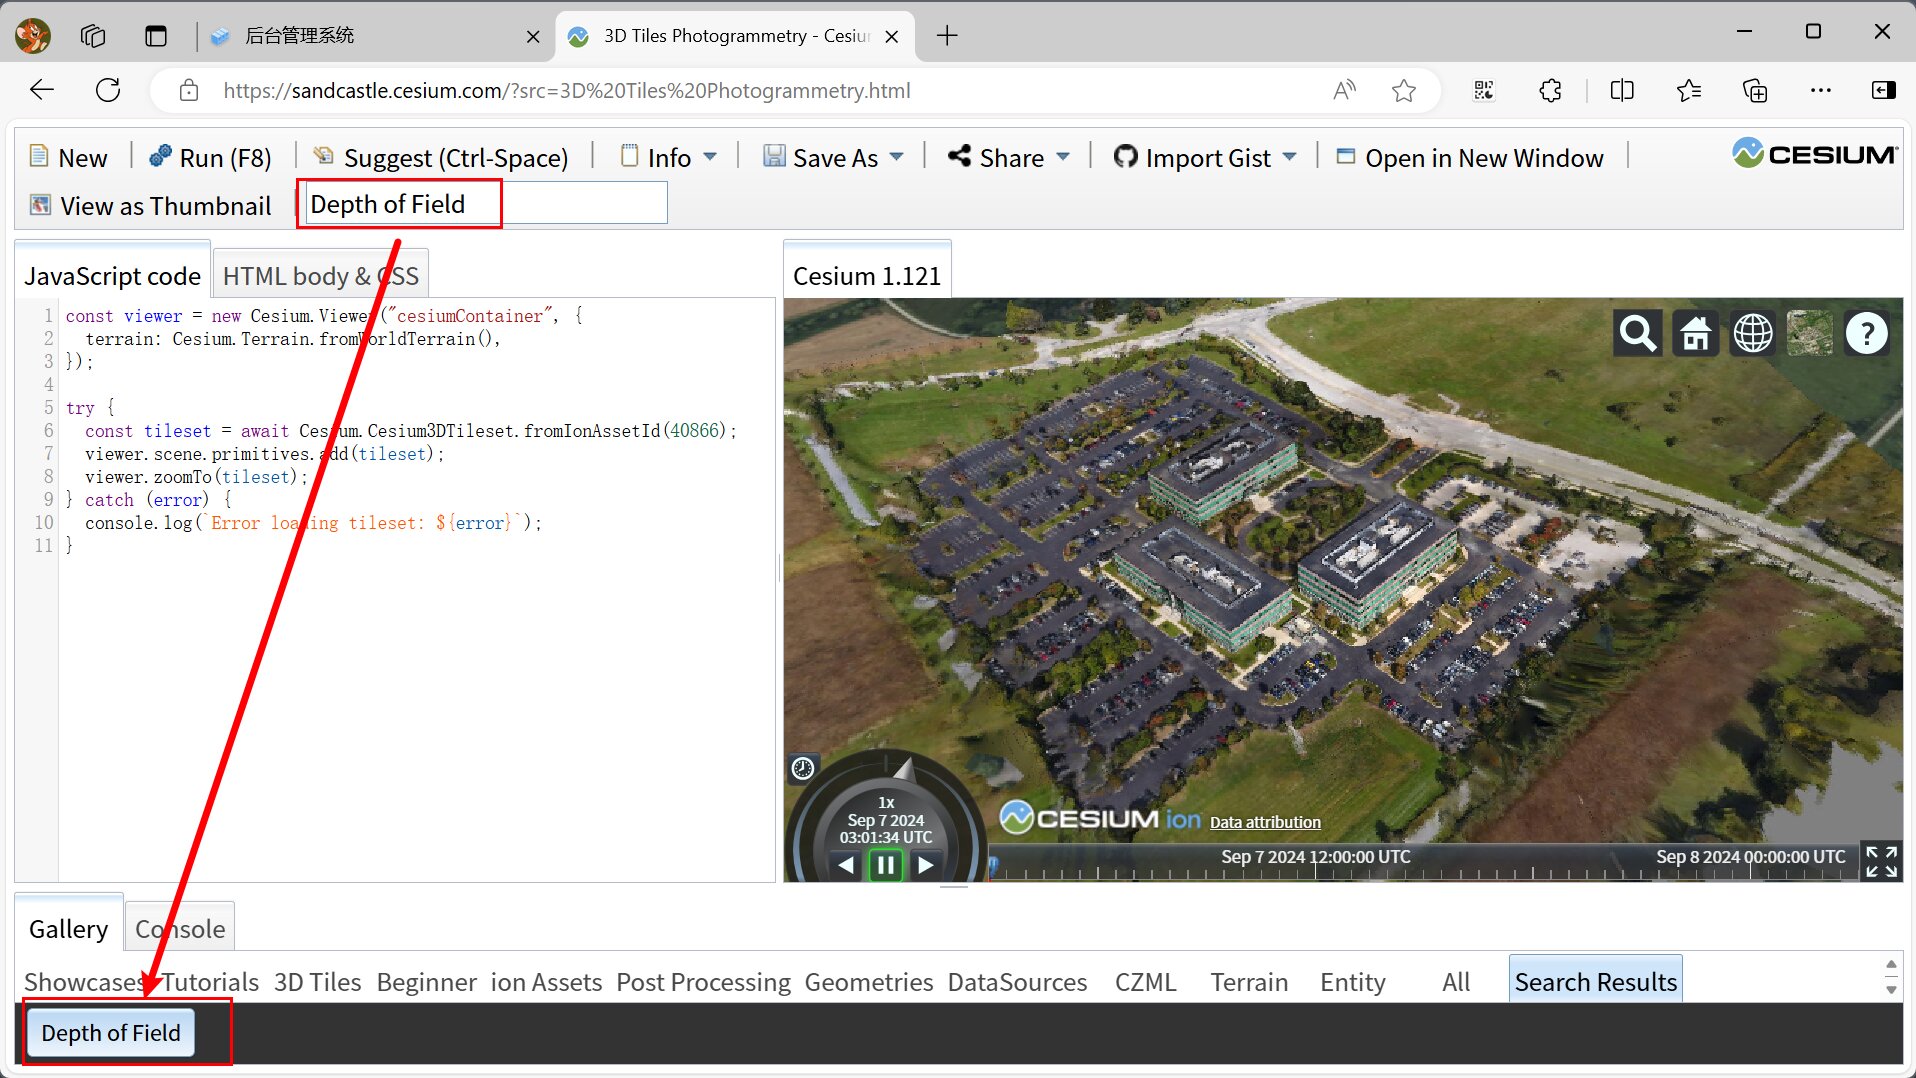 后台管理系统
3D Tiles Photogrammetry - Cesiu
https://sandcastle.cesium.com/?src=3D%20Tiles%20Photogrammetry.html
New
Run (F8)
Suggest (Ctrl-Space)
Info
Save As
Share
Import Gist
Open in New Window
CESIUM
View as Thumbnail
Depth of Field
JavaScript code
HTML body & CSS
Cesium 1.121
1 const viewer = new Cesium.Viewer("cesiumContainer", {
2 terrain: Cesium.Terrain.fromWorldTerrain(),
3 });
4
5 try {
6 const tileset = await Cesium.Cesium3DTileset.fromIonAssetId(40866);
7 viewer.scene.primitives.add(tileset);
8 viewer.zoomTo(tileset);
9 } catch (error) {
10 console.log(`Error loading tileset: ${error}`);
11 }
1x
Sep 7 2024
03:01:34 UTC
CESIUM ion
Data attribution
Sep 7 2024 12:00:00 UTC
Sep 8 2024 00:00:00 UTC
Gallery
Console
Showcases
Tutorials
3D Tiles
Beginner
ion Assets
Post Processing
Geometries
DataSources
CZML
Terrain
Entity
All
Search Results
Depth of Field